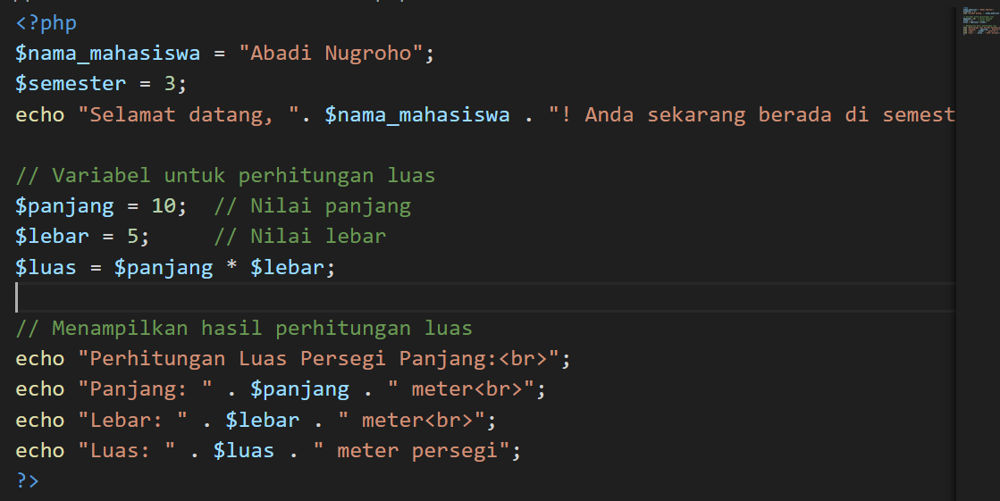 <?php
$nama_mahasiswa = "Abadi Nugroho";
$semester = 3;
echo "Selamat datang, ". $nama_mahasiswa . "! Anda sekarang berada di semest
// Variabel untuk perhitungan luas
$panjang = 10;  // Nilai panjang
$lebar = 5;     // Nilai lebar
$luas = $panjang * $lebar;
// Menampilkan hasil perhitungan luas
echo "Perhitungan Luas Persegi Panjang:<br>";
echo "Panjang: " . $panjang . " meter<br>";
echo "Lebar: " . $lebar . " meter<br>";
echo "Luas: " . $luas . " meter persegi";
?>